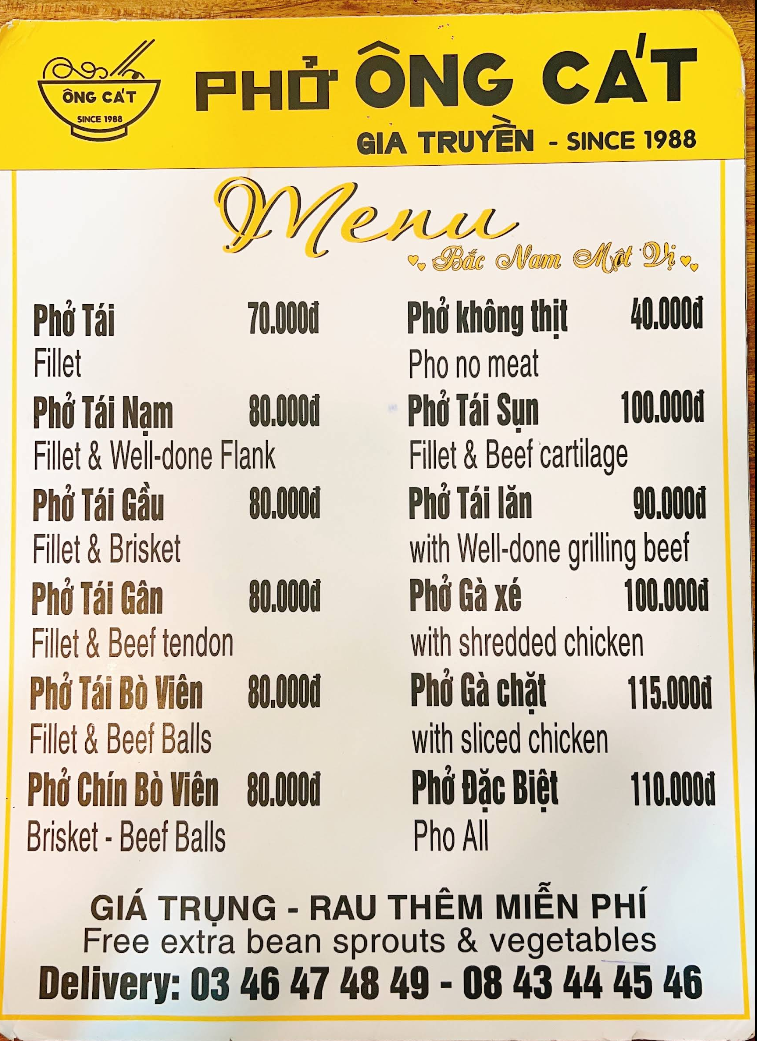 ÔNG CÁT
SINCE 1988
PHỞ ÔNG CÁT
GIA TRUYỀN - SINCE 1988
Menu
Bắc Nam Một Vị
Phở Tái 70.000đ
Fillet
Phở Tái Nạm 80.000đ
Fillet & Well-done Flank
Phở Tái Gầu 80.000đ
Fillet & Brisket
Phở Tái Gân 80.000đ
Fillet & Beef tendon
Phở Tái Bò Viên 80.000đ
Fillet & Beef Balls
Phở Chín Bò Viên 80.000đ
Brisket - Beef Balls
Phở không thịt 40.000đ
Pho no meat
Phở Tái Sụn 100.000đ
Fillet & Beef cartilage
Phở Tái lăn 90.000đ
with Well-done grilling beef
Phở Gà xé 100.000đ
with shredded chicken
Phở Gà chặt 115.000đ
with sliced chicken
Phở Đặc Biệt 110.000đ
Pho All
GIÁ TRỤNG - RAU THÊM MIỄN PHÍ
Free extra bean sprouts & vegetables
Delivery: 03 46 47 48 49 - 08 43 44 45 46